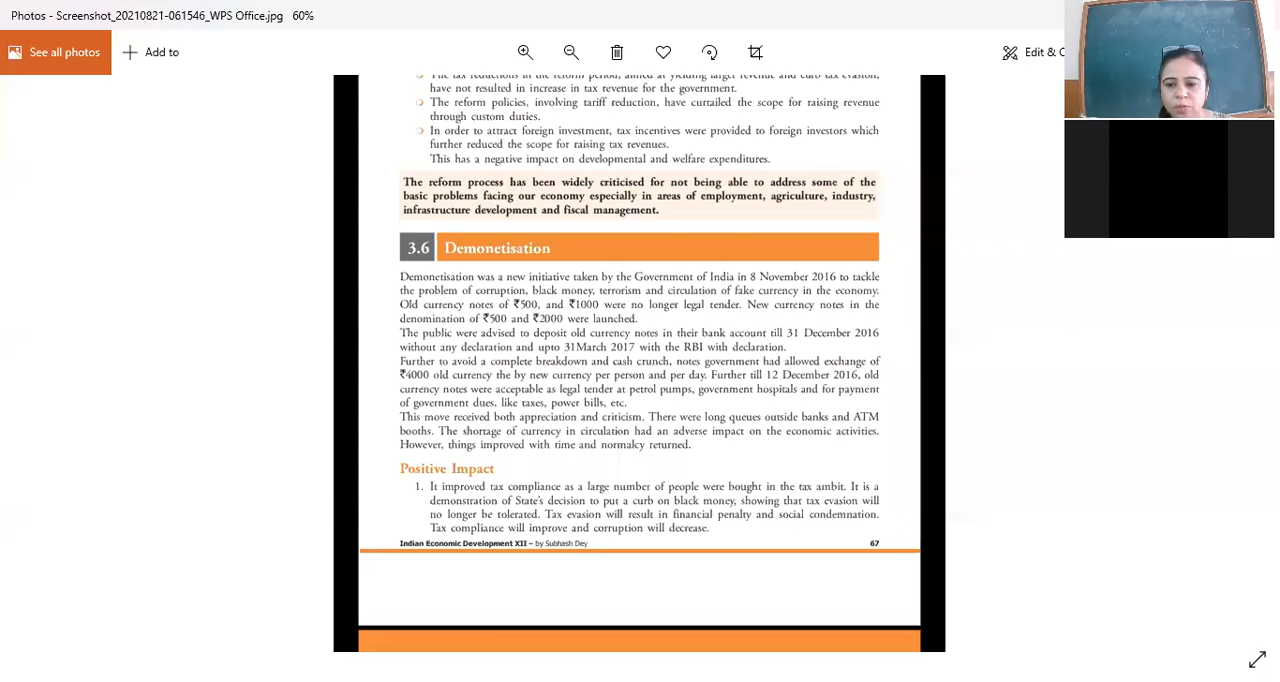 Photos - Screenshot_20210821-061546_WPS Office.jpg 60%
See all photos
Add to
Edit & C
The tax reductions in the reform period, aimed at yielding larger revenue and curb tax evasion,
have not resulted in increase in tax revenue for the government.
The reform policies, involving tariff reduction, have curtailed the scope for raising revenue
through custom duties.
In order to attract foreign investment, tax incentives were provided to foreign investors which
further reduced the scope for raising tax revenues.
This has a negative impact on developmental and welfare expenditures.
The reform process has been widely criticised for not being able to address some of the
basic problems facing our economy especially in areas of employment, agriculture, industry,
infrastructure development and fiscal management.
3.6 Demonetisation
Demonetisation was a new initiative taken by the Government of India in 8 November 2016 to tackle
the problem of corruption, black money, terrorism and circulation of fake currency in the economy.
Old currency notes of ₹500, and ₹1000 were no longer legal tender. New currency notes in the
denomination of ₹500 and ₹2000 were launched.
The public were advised to deposit old currency notes in their bank account till 31 December 2016
without any declaration and upto 31March 2017 with the RBI with declaration.
Further to avoid a complete breakdown and cash crunch, notes government had allowed exchange of
₹4000 old currency the by new currency per person and per day. Further till 12 December 2016, old
currency notes were acceptable as legal tender at petrol pumps, government hospitals and for payment
of government dues, like taxes, power bills, etc.
This move received both appreciation and criticism. There were long queues outside banks and ATM
booths. The shortage of currency in circulation had an adverse impact on the economic activities.
However, things improved with time and normalcy returned.
Positive Impact
1. It improved tax compliance as a large number of people were bought in the tax ambit. It is a
demonstration of State's decision to put a curb on black money, showing that tax evasion will
no longer be tolerated. Tax evasion will result in financial penalty and social condemnation.
Tax compliance will improve and corruption will decrease.
Indian Economic Development XII – by Subhash Dey 67